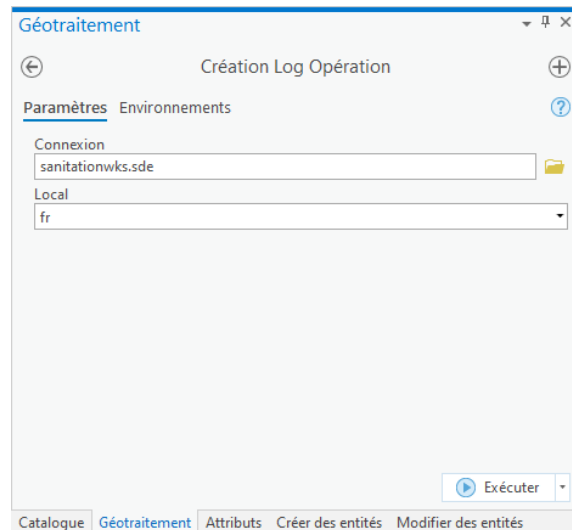 Géotraitement
Création Log Opération
Paramètres Environnements
Connexion
sanitationwks.sde
Local
fr
Exécuter
Catalogue Géotraitement Attributs Créer des entités Modifier des entités